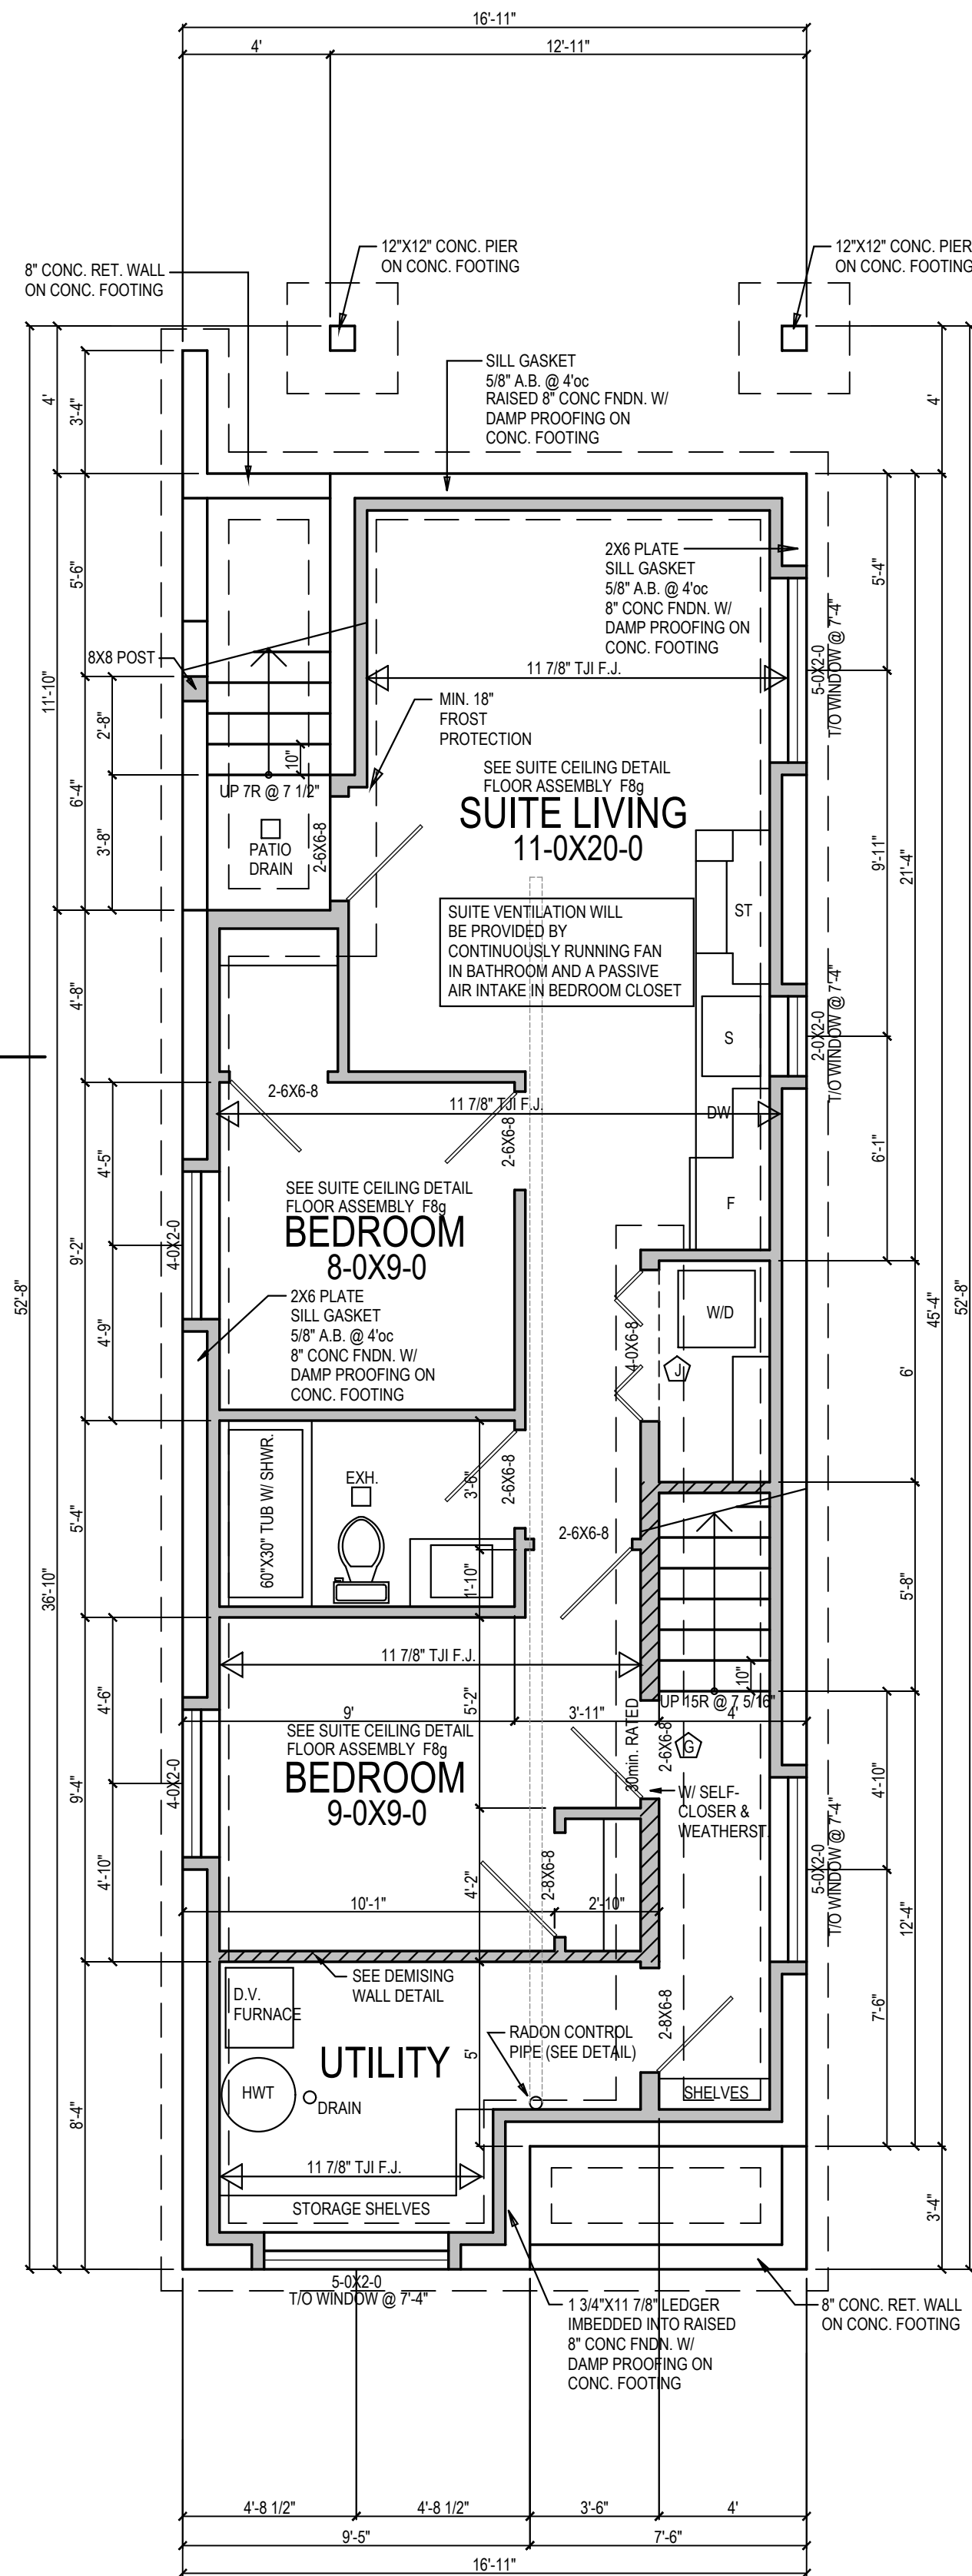 16'-11"
4'
12'-11"
12"X12" CONC. PIER
ON CONC. FOOTING
12"X12" CONC. PIER
ON CONC. FOOTING
8" CONC. RET. WALL
ON CONC. FOOTING
SILL GASKET
5/8" A.B. @ 4'oc
RAISED 8" CONC FNDN. W/
DAMP PROOFING ON
CONC. FOOTING
4'
3'-4"
4'
2X6 PLATE
SILL GASKET
5/8" A.B. @ 4'oc
8" CONC FNDN. W/
DAMP PROOFING ON
CONC. FOOTING
5'-6"
5'-4"
5-0X2-0
T/O WINDOW @ 7'-4"
8X8 POST
11 7/8" TJI F.J.
11'-10"
2'-8"
MIN. 18"
FROST
PROTECTION
10"
UP 7R @ 7 1/2"
6'-4"
3'-8"
PATIO
DRAIN
2-6X6-8
SEE SUITE CEILING DETAIL
FLOOR ASSEMBLY F8g
SUITE LIVING
11-0X20-0
9'-11"
21'-4"
SUITE VENTILATION WILL
BE PROVIDED BY
CONTINUOUSLY RUNNING FAN
IN BATHROOM AND A PASSIVE
AIR INTAKE IN BEDROOM CLOSET
ST
S
DW
F
4'-8"
2-0X2-0
T/O WINDOW @ 7'-4"
2-6X6-8
11 7/8" TJI F.J.
2-6X6-8
4'-5"
6'-1"
SEE SUITE CEILING DETAIL
FLOOR ASSEMBLY F8g
BEDROOM
8-0X9-0
4-0X2-0
9'-2"
52'-8"
45'-4"
52'-8"
2X6 PLATE
SILL GASKET
5/8" A.B. @ 4'oc
8" CONC FNDN. W/
DAMP PROOFING ON
CONC. FOOTING
4'-9"
W/D
4-0X6-8
J
6'
60"X30" TUB W/ SHWR.
EXH.
3'-6"
2-6X6-8
5'-4"
2-6X6-8
1'-10"
36'-10"
5'-8"
11 7/8" TJI F.J.
10"
UP 15R @ 7 5/16"
4'-6"
5'-2"
9'
3'-11"
4'
SEE SUITE CEILING DETAIL
FLOOR ASSEMBLY F8g
BEDROOM
9-0X9-0
4-0X2-0
30min. RATED
2-6X6-8
G
W/ SELF-
CLOSER &
WEATHERST.
4'-10"
9'-4"
4'-10"
4'-2"
2-8X6-8
10'-1"
2'-10"
5-0X2-0
T/O WINDOW @ 7'-4"
12'-4"
SEE DEMISING
WALL DETAIL
D.V.
FURNACE
RADON CONTROL
PIPE (SEE DETAIL)
2-8X6-8
7'-6"
UTILITY
5'
HWT
DRAIN
SHELVES
8'-4"
11 7/8" TJI F.J.
STORAGE SHELVES
3'-4"
5-0X2-0
T/O WINDOW @ 7'-4"
1 3/4"X11 7/8" LEDGER
IMBEDDED INTO RAISED
8" CONC FNDN. W/
DAMP PROOFING ON
CONC. FOOTING
8" CONC. RET. WALL
ON CONC. FOOTING
4'-8 1/2"
4'-8 1/2"
3'-6"
4'
9'-5"
7'-6"
16'-11"